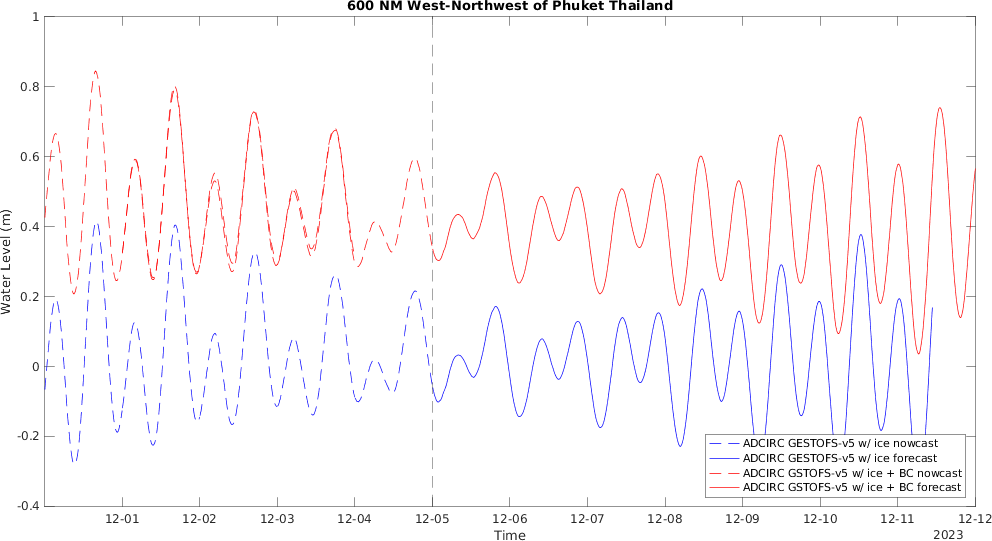 600 NM West-Northwest of Phuket Thailand
1
0.8
0.6
0.4
0.2
0
-0.2
-0.4
Water Level (m)
ADCIRC GESTOFS-v5 w/ ice nowcast
ADCIRC GESTOFS-v5 w/ ice forecast
ADCIRC GSTOFS-v5 w/ ice + BC nowcast
ADCIRC GSTOFS-v5 w/ ice + BC forecast
12-01 12-02 12-03 12-04 12-05 12-06 12-07 12-08 12-09 12-10 12-11 12-12
Time
2023